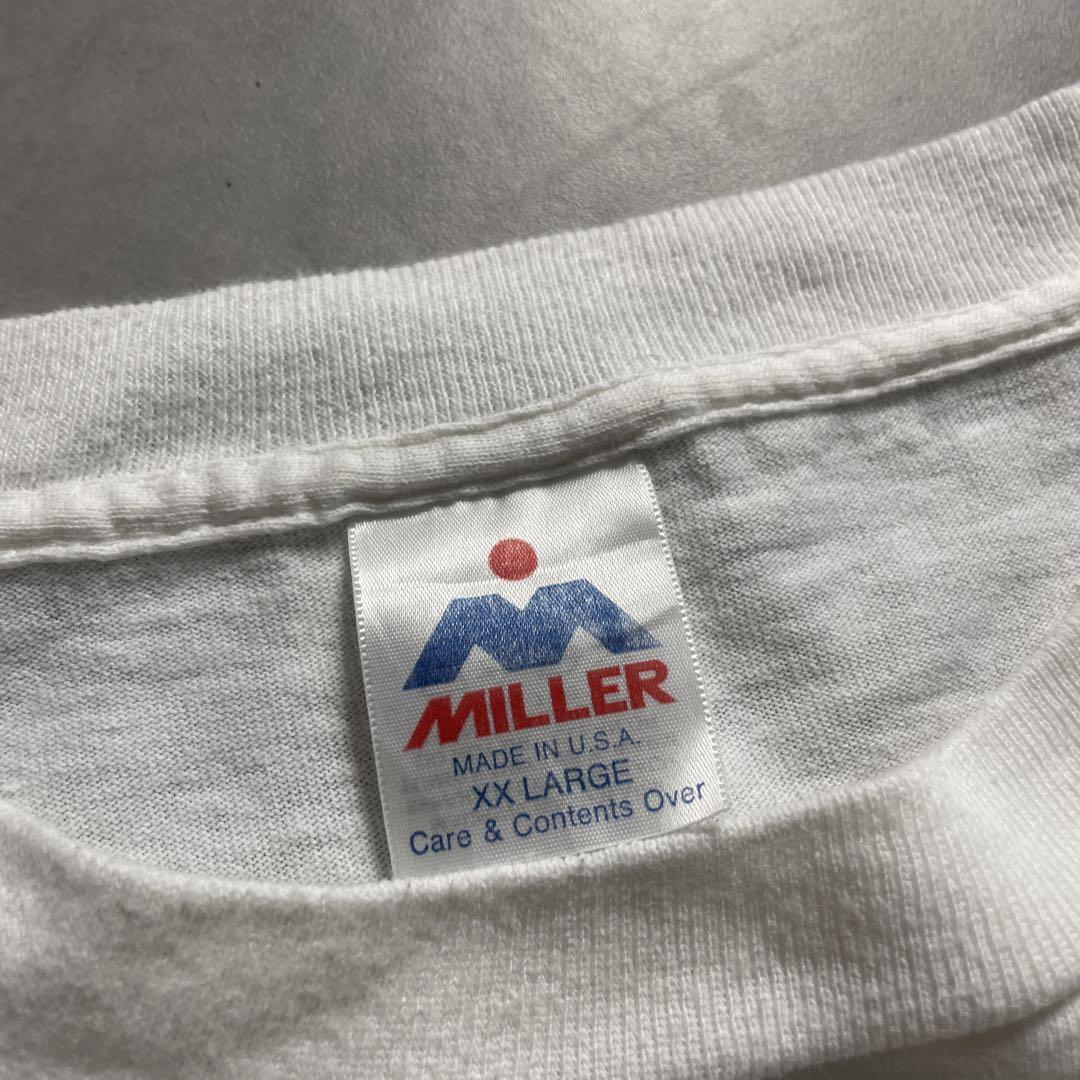 MILLER
MADE IN U.S.A.
XX LARGE
Care & Contents Over